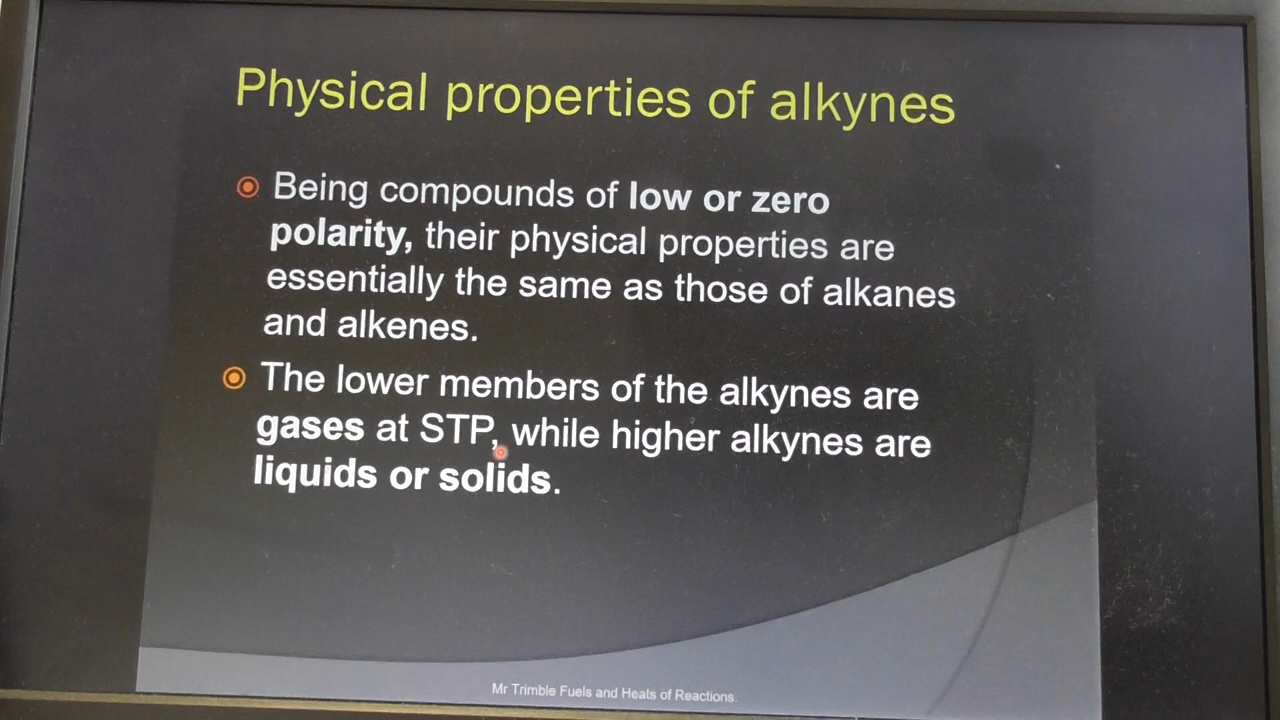 Physical properties of alkynes
Being compounds of low or zero
polarity, their physical properties are
essentially the same as those of alkanes
and alkenes.
The lower members of the alkynes are
gases at STP, while higher alkynes are
liquids or solids.
Mr Trimble Fuels and Heats of Reactions.